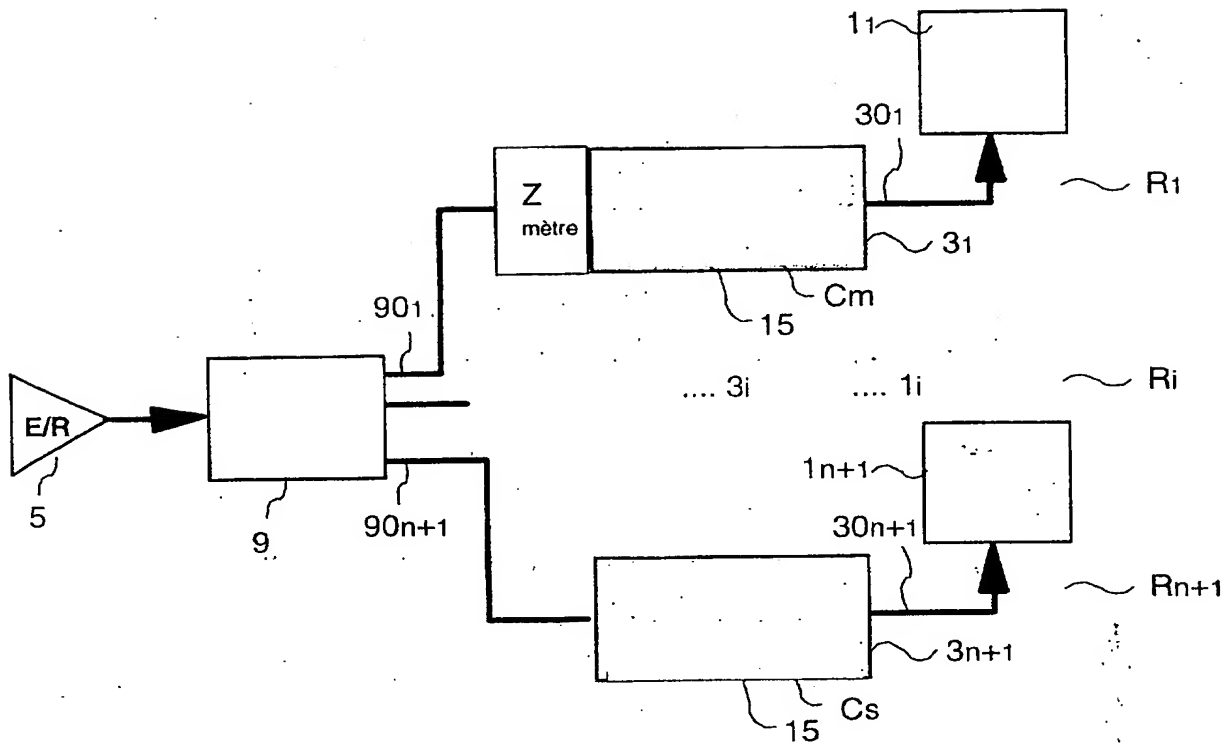 1₁
30₁
R₁
Z
mètre
3₁
Cm
15
90₁
.... 3i
.... 1i
Ri
E/R
5
9
90n+1
1n+1
30n+1
Rn+1
3n+1
Cs
15